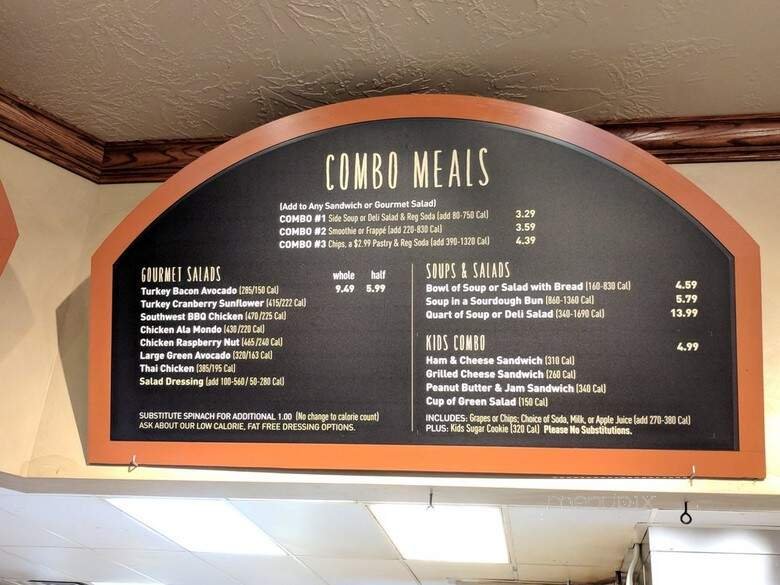 COMBO MEALS
(Add to Any Sandwich or Gourmet Salad)
COMBO #1 Side Soup or Deli Salad & Reg Soda (add 80-750 Cal) 3.29
COMBO #2 Smoothie or Frappé (add 220-830 Cal) 3.59
COMBO #3 Chips, a $2.99 Pastry & Reg Soda (add 390-1320 Cal) 4.39
GOURMET SALADS whole half
9.49 5.99
Turkey Bacon Avocado (285/150 Cal)
Turkey Cranberry Sunflower (415/222 Cal)
Southwest BBQ Chicken (470/225 Cal)
Chicken Ala Mondo (430/220 Cal)
Chicken Raspberry Nut (465/240 Cal)
Large Green Avocado (320/163 Cal)
Thai Chicken (385/195 Cal)
Salad Dressing (add 100-560/ 50-280 Cal)
SUBSTITUTE SPINACH FOR ADDITIONAL 1.00 (No change to calorie count)
ASK ABOUT OUR LOW CALORIE, FAT FREE DRESSING OPTIONS.
SOUPS & SALADS
Bowl of Soup or Salad with Bread (160-830 Cal) 4.59
Soup in a Sourdough Bun (860-1360 Cal) 5.79
Quart of Soup or Deli Salad (340-1690 Cal) 13.99
KIDS COMBO 4.99
Ham & Cheese Sandwich (310 Cal)
Grilled Cheese Sandwich (260 Cal)
Peanut Butter & Jam Sandwich (340 Cal)
Cup of Green Salad (150 Cal)
INCLUDES: Grapes or Chips; Choice of Soda, Milk, or Apple Juice (add 270-380 Cal)
PLUS: Kids Sugar Cookie (320 Cal) Please No Substitutions.
menupix